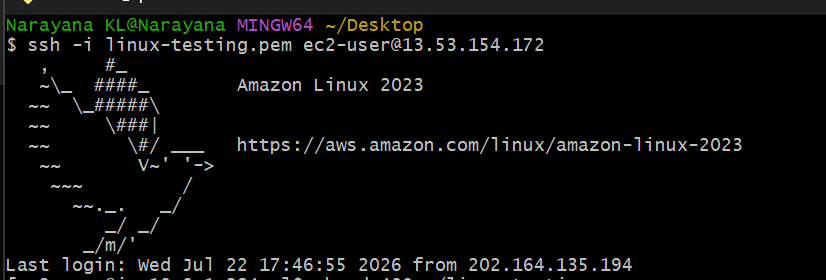 Narayana KL@Narayana MINGW64 ~/Desktop
$ ssh -i linux-testing.pem ec2-user@13.53.154.172
   ,     #_
   ~\_  ####_        Amazon Linux 2023
  ~~  \_#####\
  ~~     \###|
  ~~       \#/ ___   https://aws.amazon.com/linux/amazon-linux-2023
   ~~       V~' '->
    ~~~         /
      ~~._.   _/
         _/ _/
       _/m/'
Last login: Wed Jul 22 17:46:55 2026 from 202.164.135.194